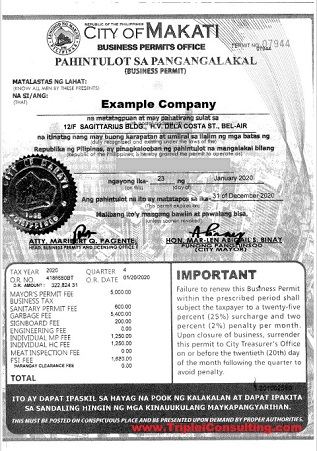 REPUBLIC OF THE PHILIPPINES
CITY OF MAKATI
BUSINESS PERMITS OFFICE
PERMIT NO. 07944
PAHINTULOT SA PANGANGALAKAL
(BUSINESS PERMIT)
MATALASTAS NG LAHAT:
(KNOW ALL MEN BY THESE PRESENTS)
NA SI/ANG:
(THAT)
Example Company
na matatagpuan at may pahatirang sulat sa
12/F SAGITTARIUS BLDG., H.V. DELA COSTA ST., BEL-AIR
na itinatag nang may buong karapatan at umiiral sa ilalim ng mga batas ng
(duly recognized and existing under the laws of the)
Republika ng Pilipinas, ay pinagkalooban ng pahintulot na mangalakal bilang
(Republic of the Philippines, is hereby granted the permit to operate as)
ngayong ika- 23 ng January 2020
(on this) (day) of
Ang pahintulot na ito ay matatapos sa ika- 31 of December 2020
(This permit expires on)
Malibang ito'y maagang bawiin at pawalang bisa.
(unless sooner revoked)
ATTY. MARIBERT Q. PAGENTE
HEAD, BUSINESS PERMITS AND LICENSING OFFICE
HON. MAR-LEN ABIGAIL S. BINAY
PUNUNGLUNGSOD
(CITY MAYOR)
TAX YEAR 2020 QUARTER 4
O.R. NO. O.R. DATE 01/20/2020
O.R. AMOUNT: 322,824.31
MAYOR'S PERMIT FEE 5,000.00
BUSINESS TAX
SANITARY PERMIT FEE 600.00
GARBAGE FEE 5,400.00
SIGNBOARD FEE 200.00
ENGINEERING FEE 0.00
INDIVIDUAL MP FEE 1,250.00
INDIVIDUAL HC FEE 1,250.00
MEAT INSPECTION FEE 0.00
FSI FEE 1,680.00
BARANGAY CLEARANCE FEE 0.00
TOTAL
IMPORTANT
Failure to renew this Business Permit
within the prescribed period shall
subject the taxpayer to a twenty-five
percent (25%) surcharge and two
percent (2%) penalty per month.
Upon closure of business, surrender
this permit to City Treasurer's Office
on or before the twentieth (20th) day
of the month following the quarter
to avoid penalty.
ITO AY DAPAT IPASKIL SA HAYAG NA POOK NG KALAKALAN AT DAPAT IPAKITA
SA SANDALING HINGIN NG MGA KINAUUKULANG MAYKAPANGYARIHAN.
THIS MUST BE POSTED ON CONSPICUOUS PLACE AND BE PRESENTED UPON DEMAND BY PROPER AUTHORITIES.
www.TripleiConsulting.com